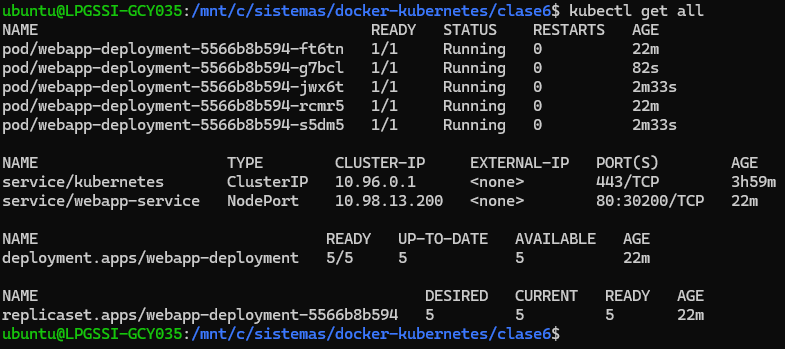 ubuntu@LPGSSI-GCY035:/mnt/c/sistemas/docker-kubernetes/clase6$ kubectl get all
NAME READY STATUS RESTARTS AGE
pod/webapp-deployment-5566b8b594-ft6tn 1/1 Running 0 22m
pod/webapp-deployment-5566b8b594-g7bcl 1/1 Running 0 82s
pod/webapp-deployment-5566b8b594-jwx6t 1/1 Running 0 2m33s
pod/webapp-deployment-5566b8b594-rcmr5 1/1 Running 0 22m
pod/webapp-deployment-5566b8b594-s5dm5 1/1 Running 0 2m33s
NAME TYPE CLUSTER-IP EXTERNAL-IP PORT(S) AGE
service/kubernetes ClusterIP 10.96.0.1 <none> 443/TCP 3h59m
service/webapp-service NodePort 10.98.13.200 <none> 80:30200/TCP 22m
NAME READY UP-TO-DATE AVAILABLE AGE
deployment.apps/webapp-deployment 5/5 5 5 22m
NAME DESIRED CURRENT READY AGE
replicaset.apps/webapp-deployment-5566b8b594 5 5 5 22m
ubuntu@LPGSSI-GCY035:/mnt/c/sistemas/docker-kubernetes/clase6$